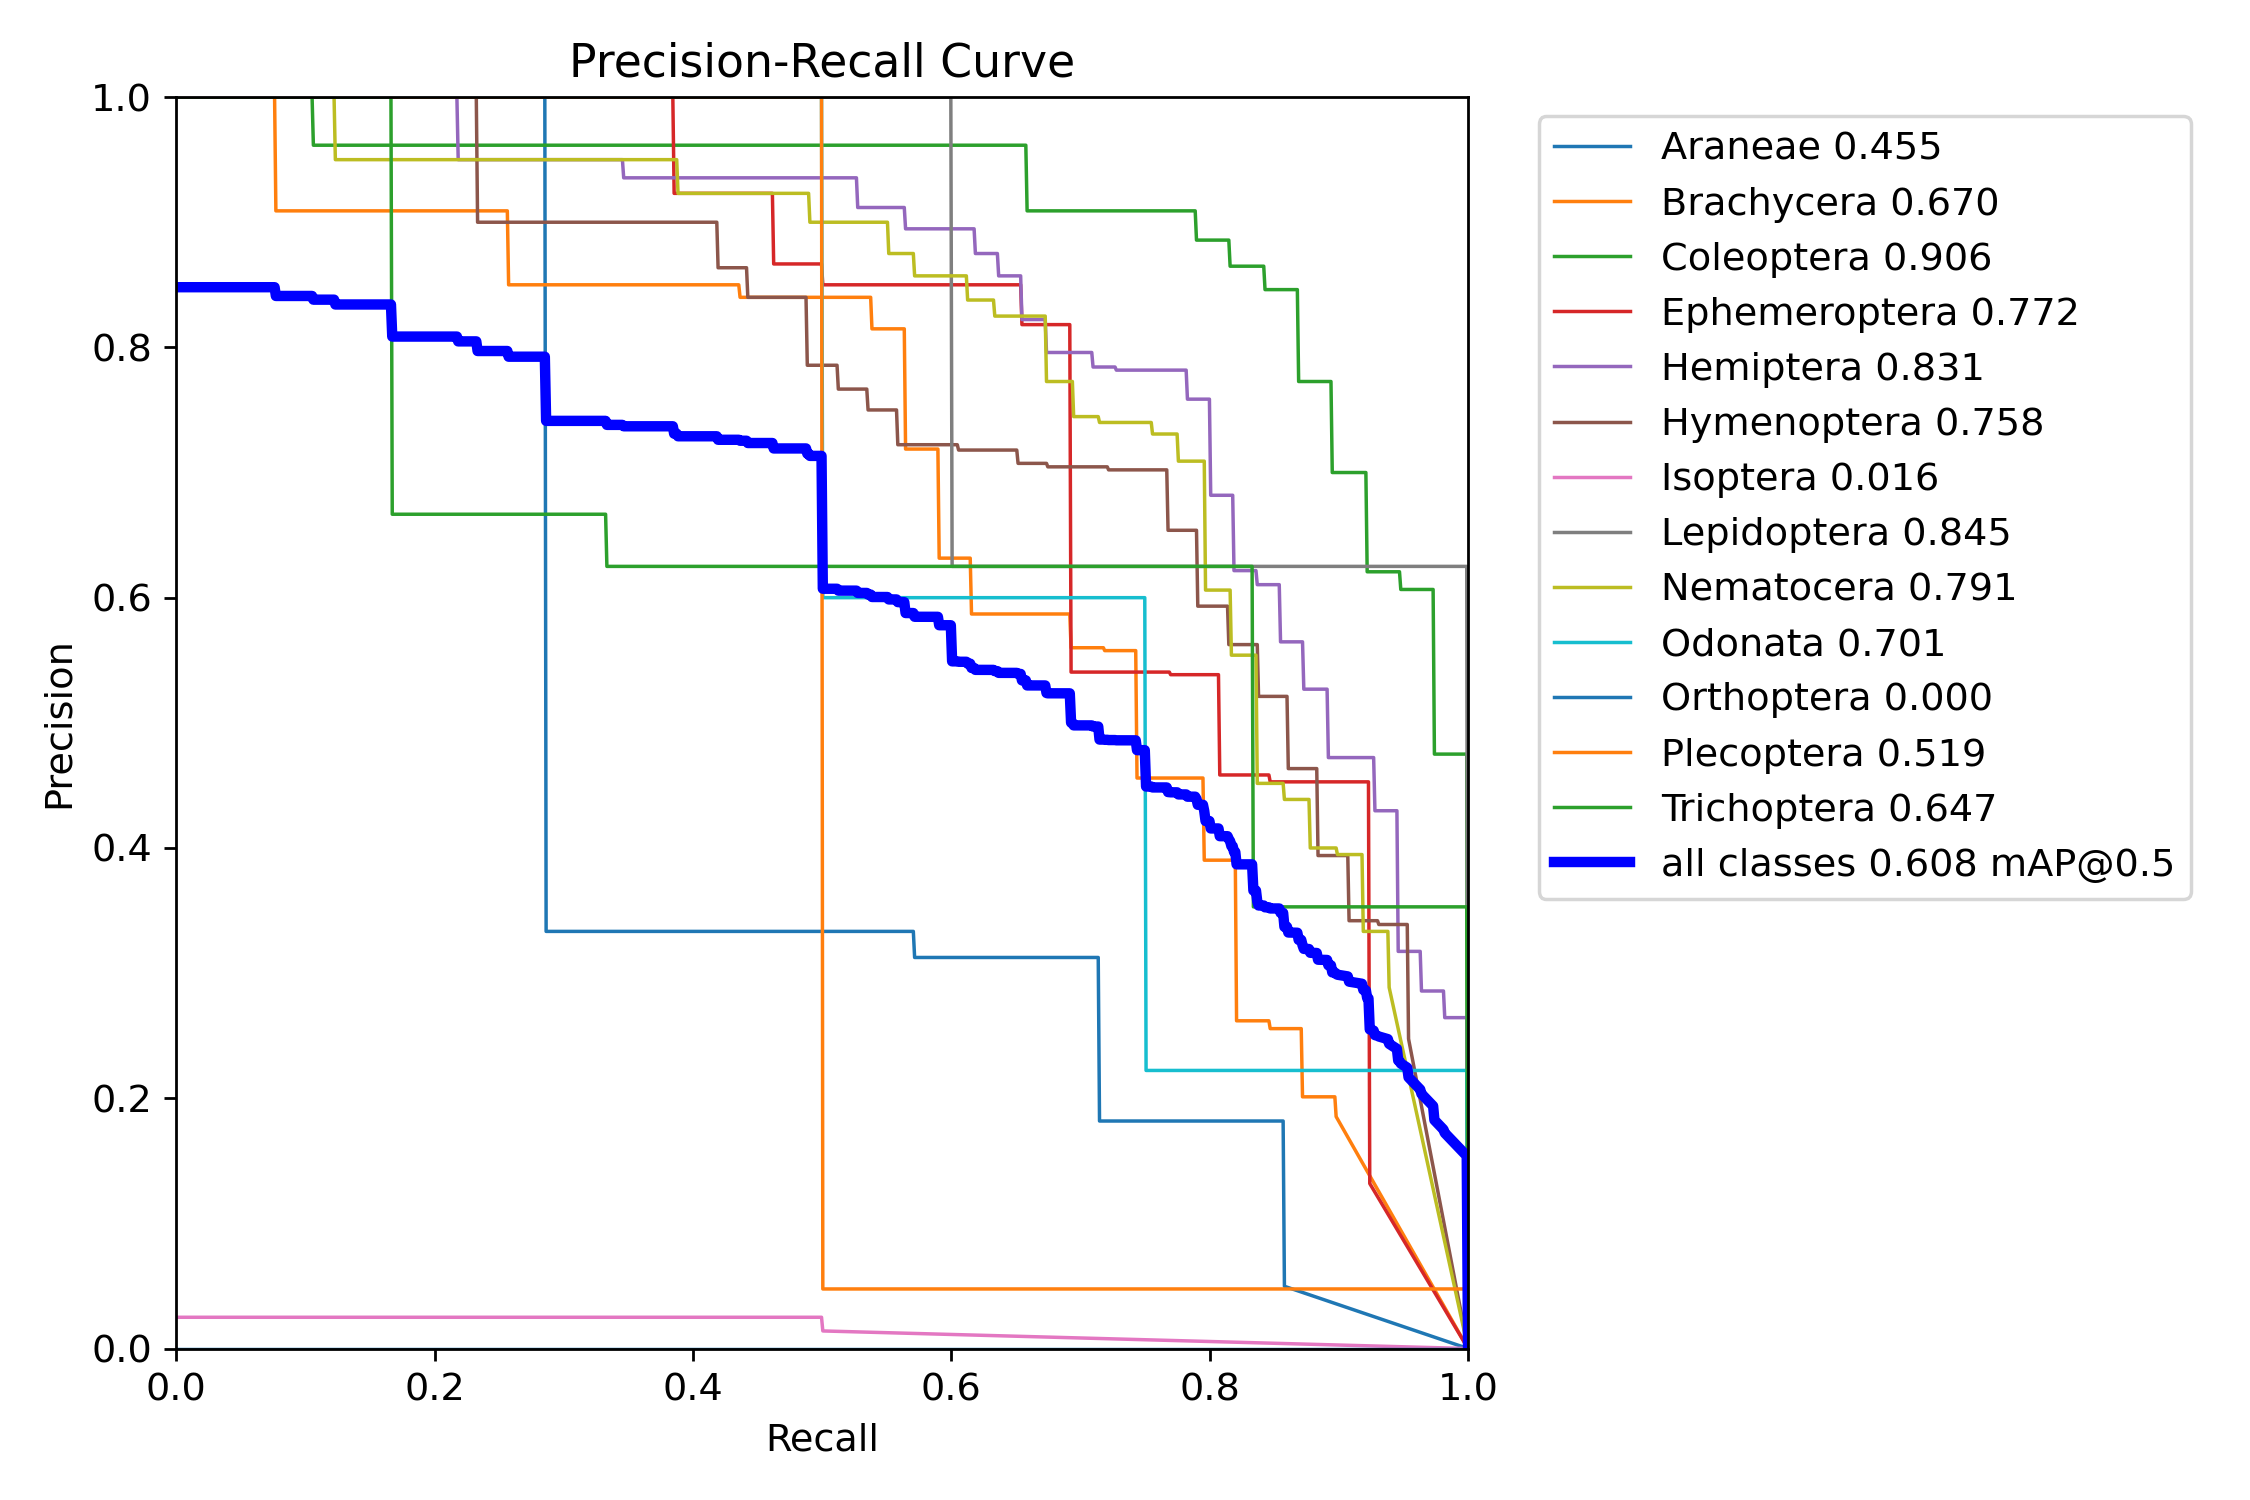 Precision-Recall Curve
1.0
0.8
0.6
0.4
0.2
0.0
Precision
0.0 0.2 0.4 0.6 0.8 1.0
Recall
Araneae 0.455
Brachycera 0.670
Coleoptera 0.906
Ephemeroptera 0.772
Hemiptera 0.831
Hymenoptera 0.758
Isoptera 0.016
Lepidoptera 0.845
Nematocera 0.791
Odonata 0.701
Orthoptera 0.000
Plecoptera 0.519
Trichoptera 0.647
all classes 0.608 mAP@0.5